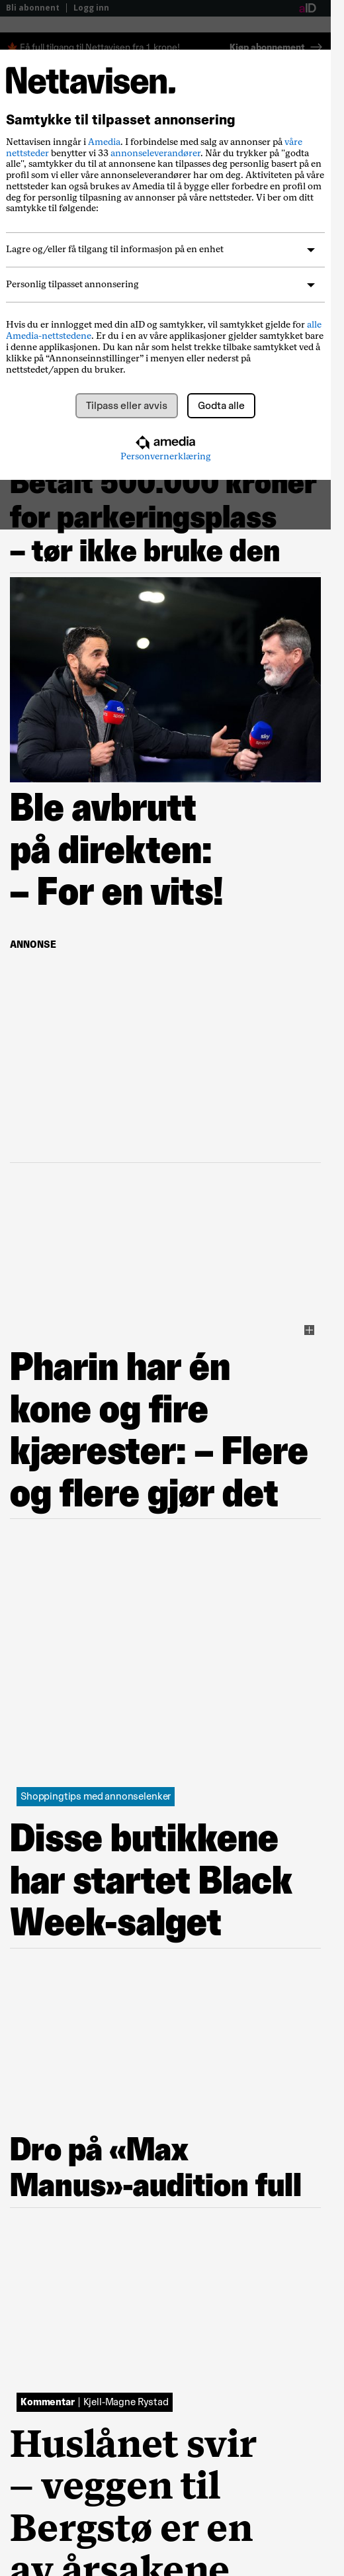 Bli abonnent | Logg inn aID
Få full tilgang til Nettavisen fra 1 krone! Kjøp abonnement
Nettavisen.
Samtykke til tilpasset annonsering
Nettavisen inngår i Amedia. I forbindelse med salg av annonser på våre
nettsteder benytter vi 33 annonseleverandører. Når du trykker på "godta
alle", samtykker du til at annonsene kan tilpasses deg personlig basert på en
profil som vi eller våre annonseleverandører har om deg. Aktiviteten på våre
nettsteder kan også brukes av Amedia til å bygge eller forbedre en profil om
deg for personlig tilpasning av annonser på våre nettsteder. Vi ber om ditt
samtykke til følgende:
Lagre og/eller få tilgang til informasjon på en enhet
Personlig tilpasset annonsering
Hvis du er innlogget med din aID og samtykker, vil samtykket gjelde for alle
Amedia-nettstedene. Er du i en av våre applikasjoner gjelder samtykket bare
i denne applikasjonen. Du kan når som helst trekke tilbake samtykket ved å
klikke på “Annonseinnstillinger” i menyen eller nederst på
nettstedet/appen du bruker.
Tilpass eller avvis Godta alle
amedia
Personvernerklæring
Betalt 500.000 kroner
for parkeringsplass
– tør ikke bruke den
sky sports
sky
Ble avbrutt
på direkten:
– For en vits!
ANNONSE
Pharin har én
kone og fire
kjærester: – Flere
og flere gjør det
Shoppingtips med annonselenker
Disse butikkene
har startet Black
Week-salget
Dro på «Max
Manus»-audition full
Kommentar | Kjell-Magne Rystad
Huslånet svir
– veggen til
Bergstø er en
av årsakene